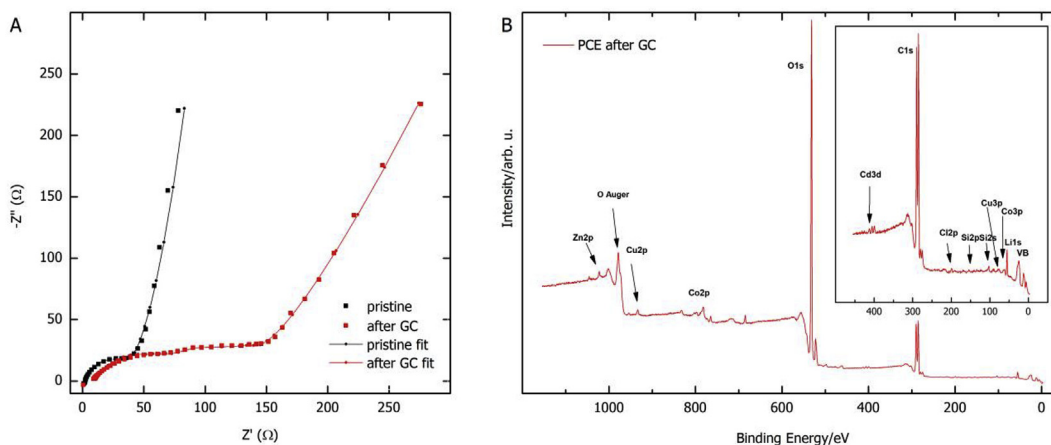 A
250
200
150
100
50
0
-Z'' (Ω)
0 50 100 150 200 250
Z' (Ω)
pristine
after GC
pristine fit
after GC fit
B
PCE after GC
Intensity/arb. u.
O1s
O Auger
Zn2p
Cu2p
Co2p
1000 800 600 400 200 0
Binding Energy/eV
C1s
Cd3d
Cl2p
Si2p
Si2s
Cu3p
Co3p
Li1s
VB
400 300 200 100 0